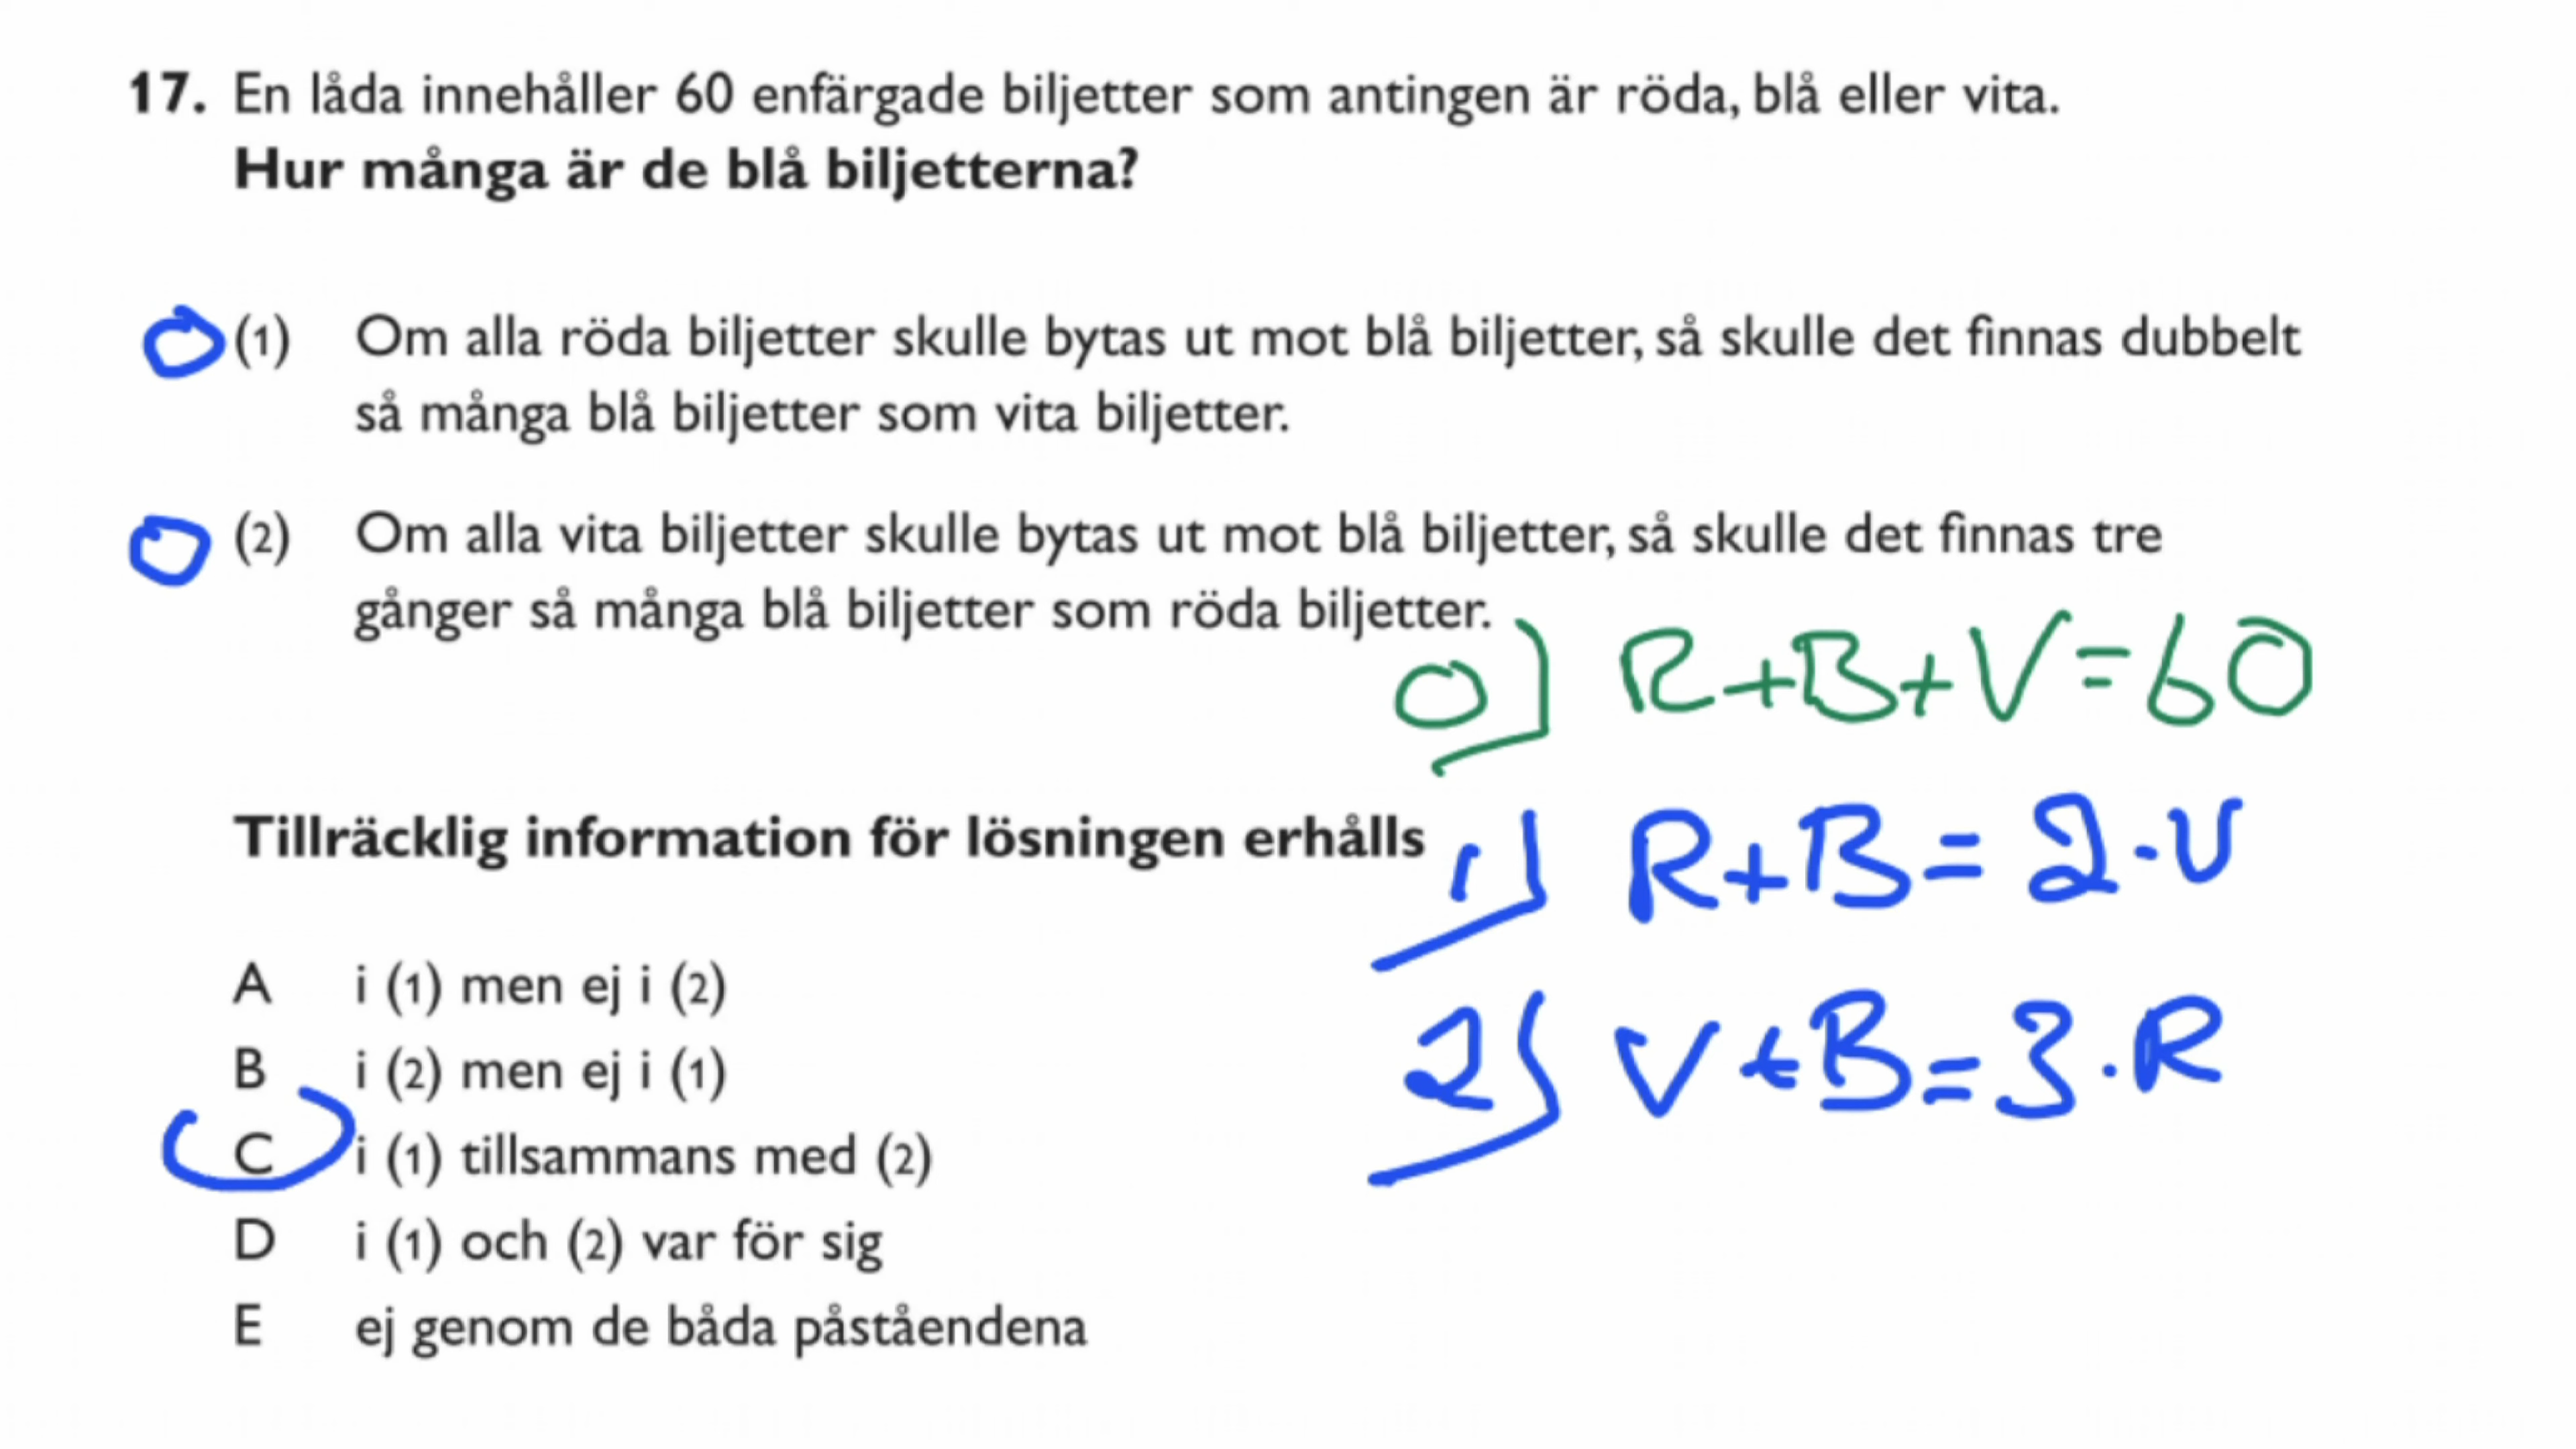 17. En låda innehåller 60 enfärgade biljetter som antingen är röda, blå eller vita.
Hur många är de blå biljetterna?
(1) Om alla röda biljetter skulle bytas ut mot blå biljetter, så skulle det finnas dubbelt
så många blå biljetter som vita biljetter.
(2) Om alla vita biljetter skulle bytas ut mot blå biljetter, så skulle det finnas tre
gånger så många blå biljetter som röda biljetter.
0) R+B+V=60
Tillräcklig information för lösningen erhålls
1) R+B=2·V
A i (1) men ej i (2)
2) V+B=3·R
B i (2) men ej i (1)
C i (1) tillsammans med (2)
D i (1) och (2) var för sig
E ej genom de båda påståendena